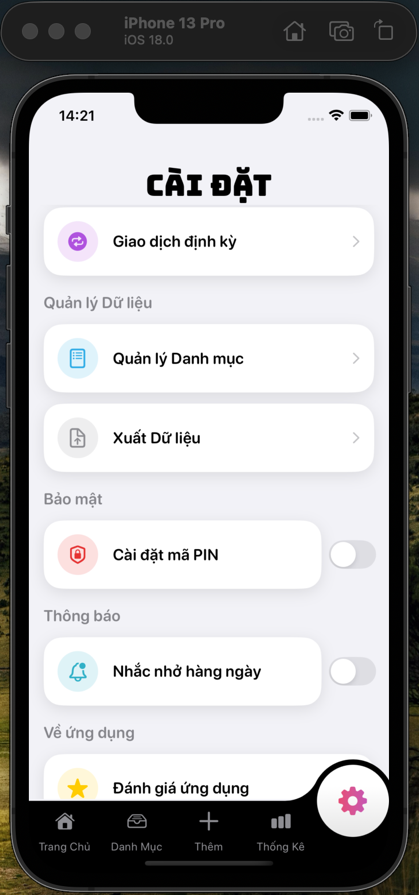 iPhone 13 Pro
iOS 18.0
14:21
CÀI ĐẶT
Giao dịch định kỳ
Quản lý Dữ liệu
Quản lý Danh mục
Xuất Dữ liệu
Bảo mật
Cài đặt mã PIN
Thông báo
Nhắc nhở hàng ngày
Về ứng dụng
Đánh giá ứng dụng
Trang Chủ
Danh Mục
Thêm
Thống Kê